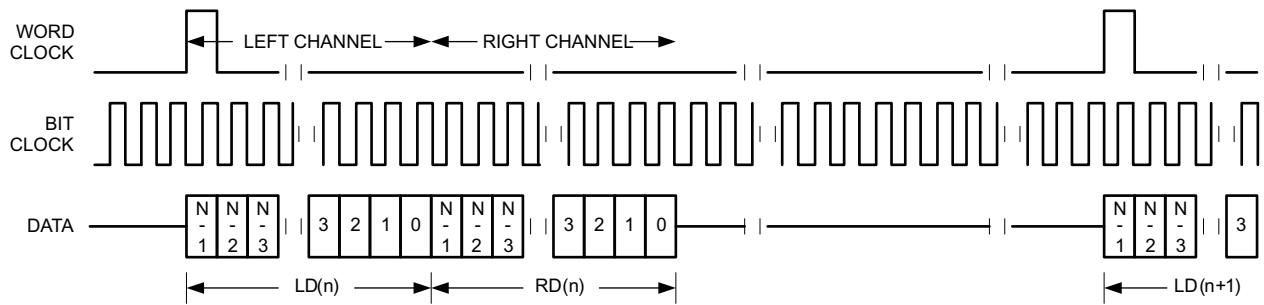 WORD
CLOCK
LEFT CHANNEL
RIGHT CHANNEL
BIT
CLOCK
DATA
N
-
1
N
-
2
N
-
3
3
2
1
0
N
-
1
N
-
2
N
-
3
3
2
1
0
N
-
1
N
-
2
N
-
3
3
LD(n)
RD(n)
LD(n+1)